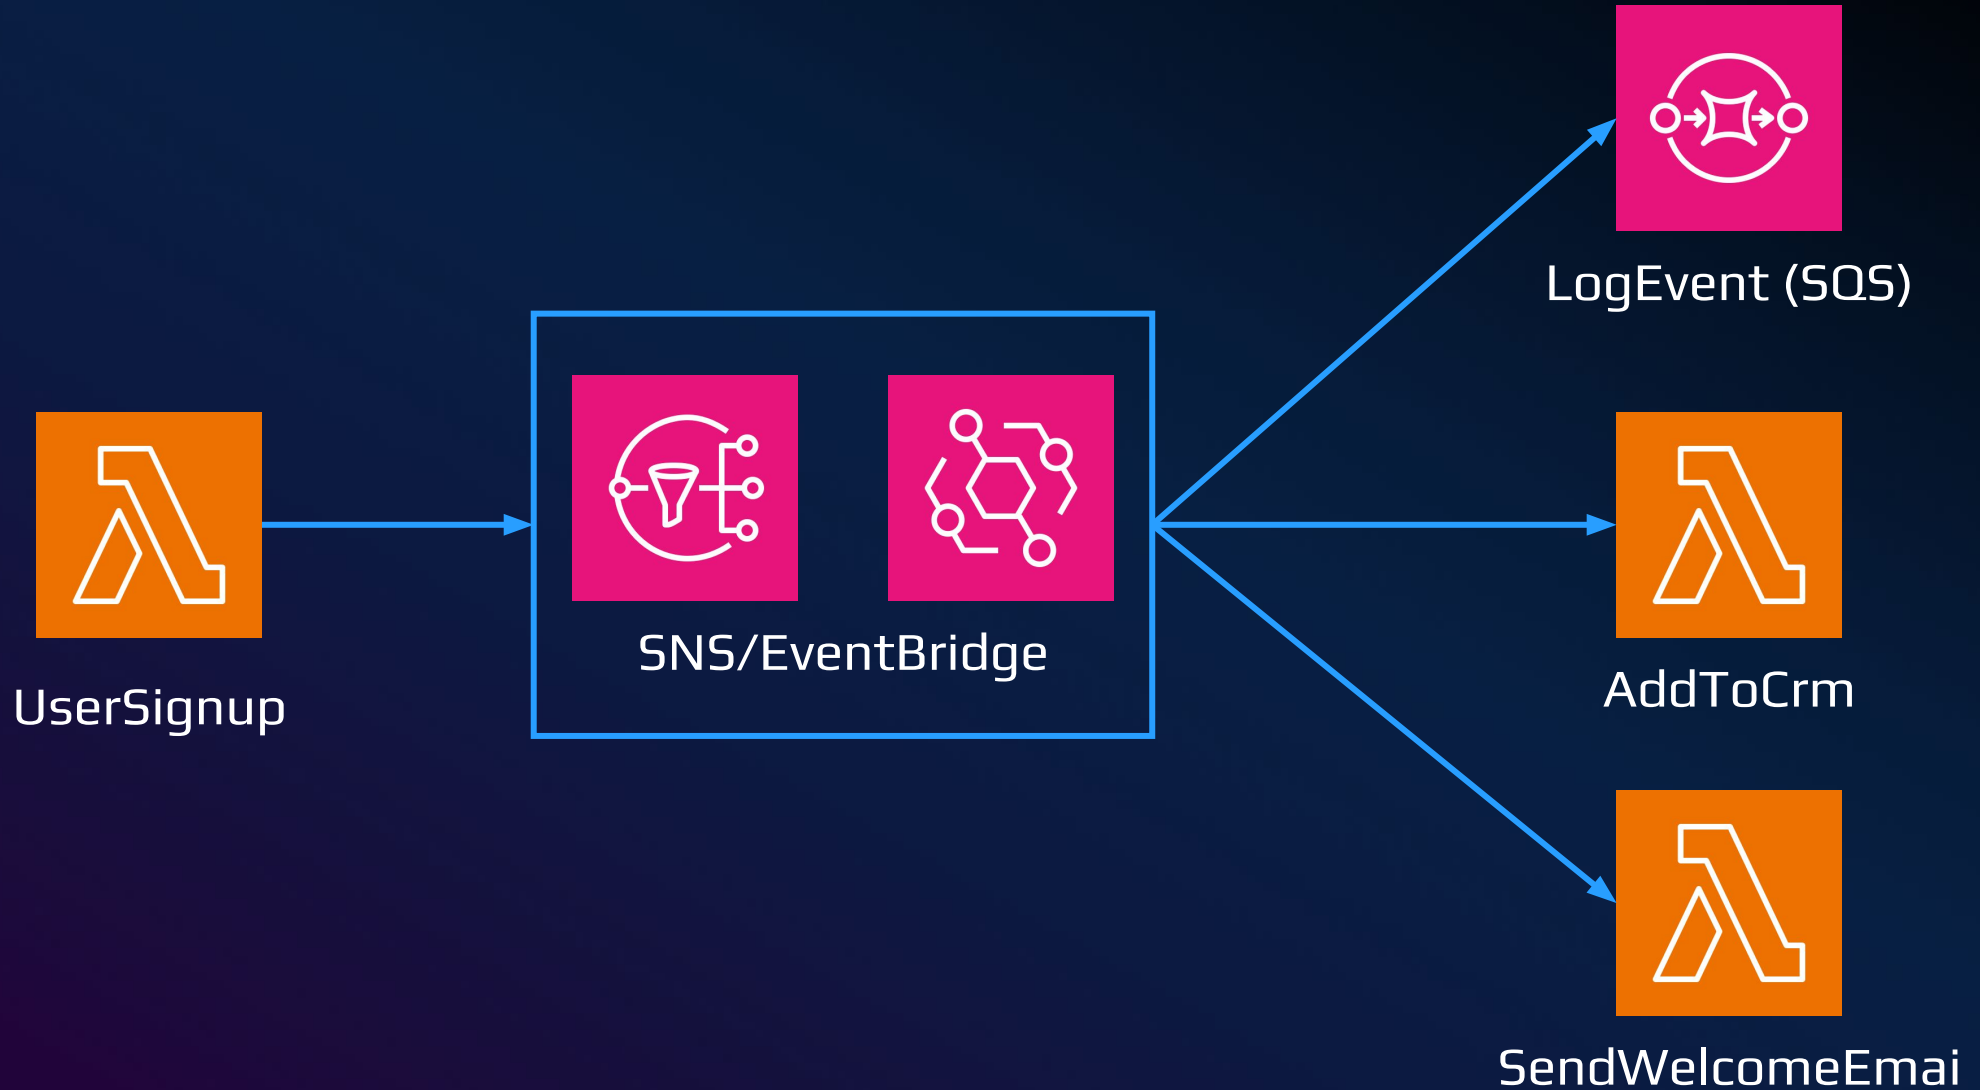 LogEvent (SQS)
SNS/EventBridge
UserSignup
AddToCrm
SendWelcomeEmai